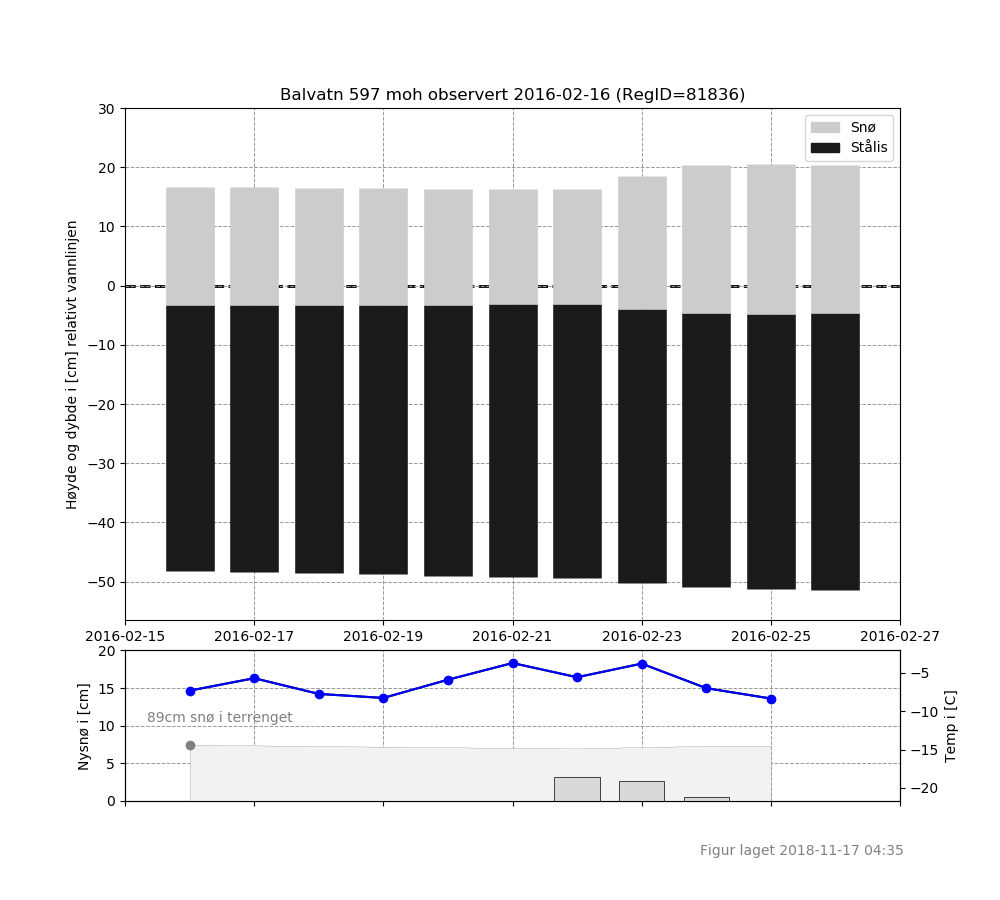 Balvatn 597 moh observert 2016-02-16 (RegID=81836)
30
20
10
0
−10
−20
−30
−40
−50
Høyde og dybde i [cm] relativt vannlinjen
Snø
Stålis
2016-02-15 2016-02-17 2016-02-19 2016-02-21 2016-02-23 2016-02-25 2016-02-27
20
15
10
5
0
Nysnø i [cm]
89cm snø i terrenget
−5
−10
−15
−20
Temp i [C]
Figur laget 2018-11-17 04:35